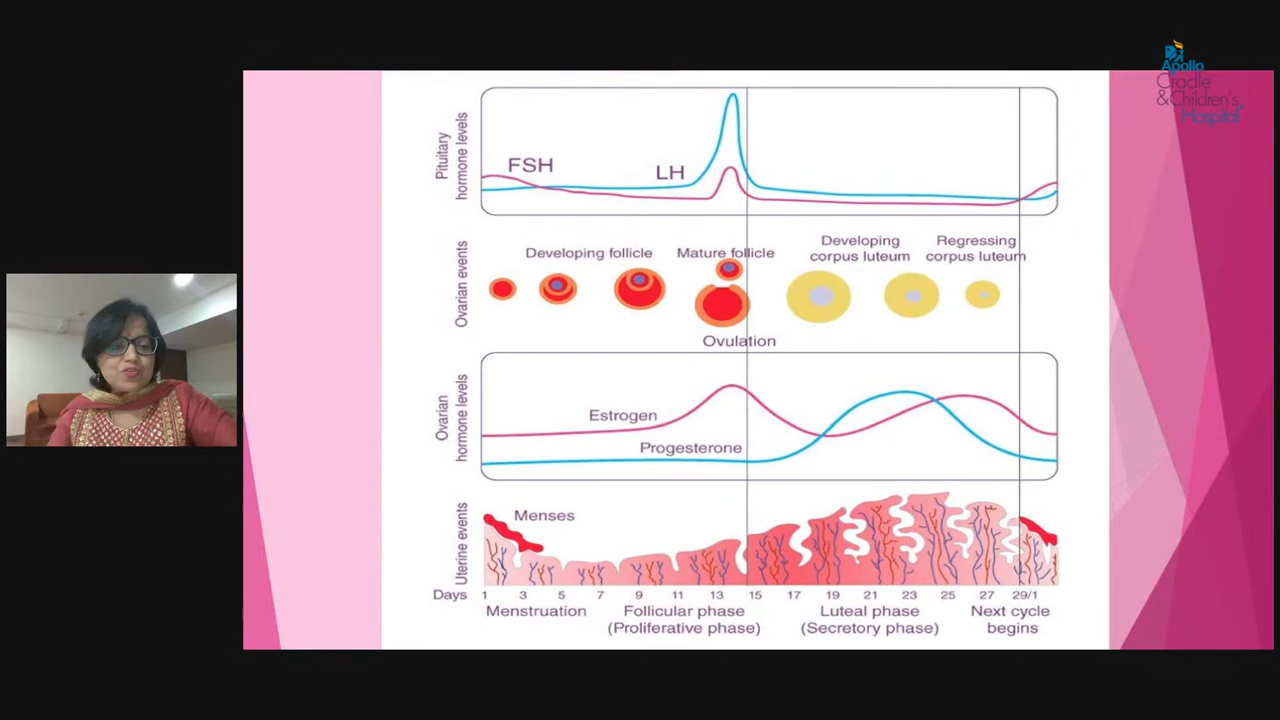 Apollo
Cradle
&Children's
Hospital
Pituitary
hormone levels
FSH
LH
Ovarian events
Developing follicle
Mature follicle
Developing
corpus luteum
Regressing
corpus luteum
Ovulation
Ovarian
hormone levels
Estrogen
Progesterone
Uterine events
Menses
Days 1 3 5 7 9 11 13 15 17 19 21 23 25 27 29/1
Menstruation
Follicular phase
(Proliferative phase)
Luteal phase
(Secretory phase)
Next cycle
begins